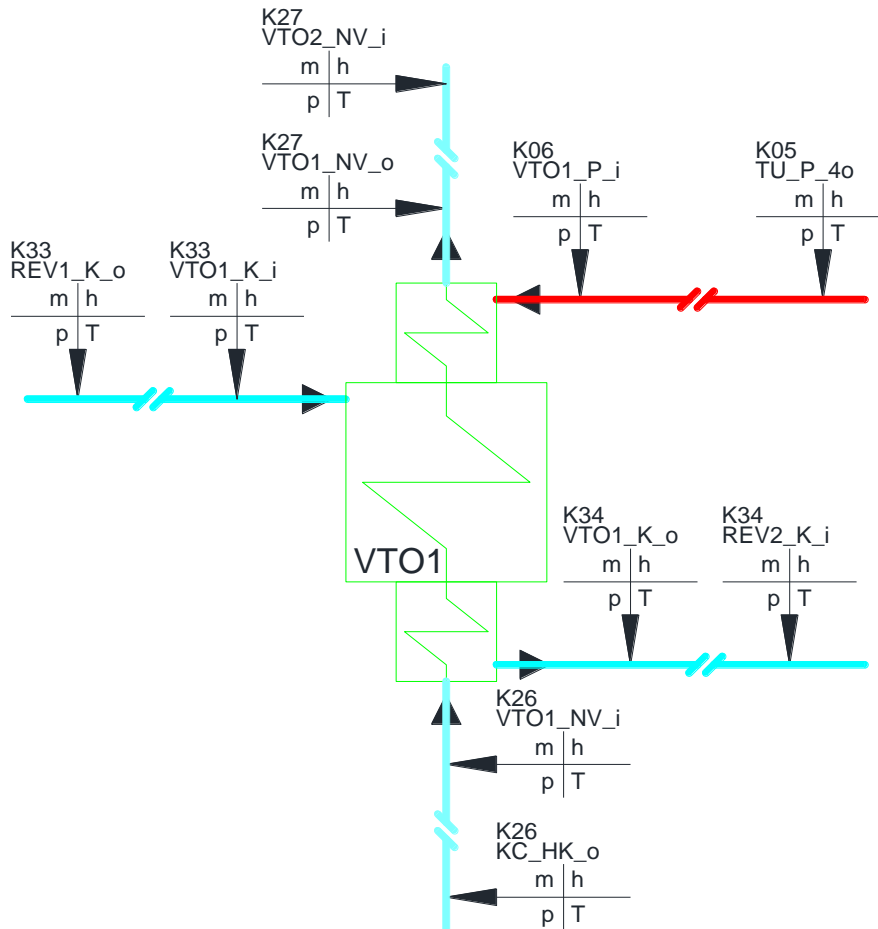 K27
VTO2_NV_i
m h
p T
K27
VTO1_NV_o
m h
p T
K06
VTO1_P_i
m h
p T
K05
TU_P_4o
m h
p T
K33
REV1_K_o
m h
p T
K33
VTO1_K_i
m h
p T
VTO1
K34
VTO1_K_o
m h
p T
K34
REV2_K_i
m h
p T
K26
VTO1_NV_i
m h
p T
K26
KC_HK_o
m h
p T